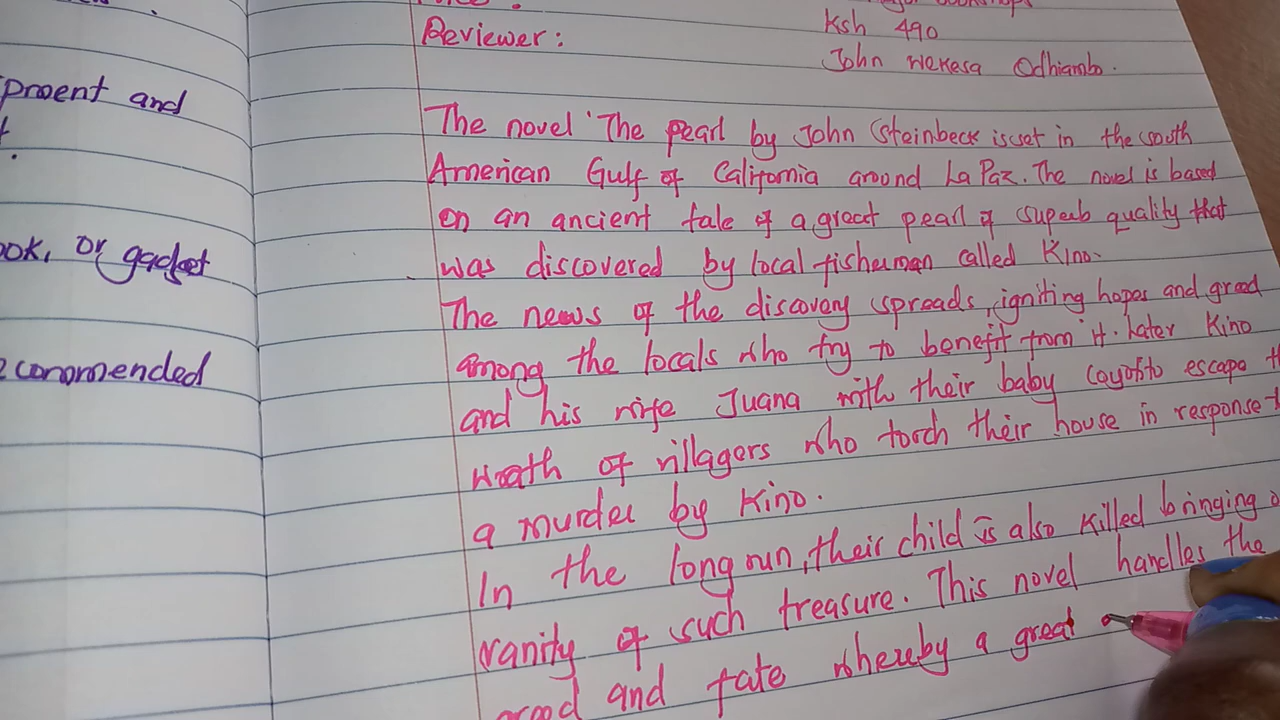 proent and
ook, or gadget
commended
Reviewer:
Ksh 490
John Wekesa Odhiambo.
The novel 'The pearl by John Steinbeck is set in the south
American Gulf of California around La Paz. The novel is based
on an ancient tale of a great pearl of superb quality that
was discovered by local fisherman called Kino.
The news of the discovery spreads, igniting hopes and greed
among the locals who try to benefit from it. Later Kino
and his wife Juana with their baby to escape
wrath of villagers who torch their house in response
a murder by Kino.
In the long run, their child is also killed bringing
vanity of such treasure. This novel handles the
greed and fate whereby a great